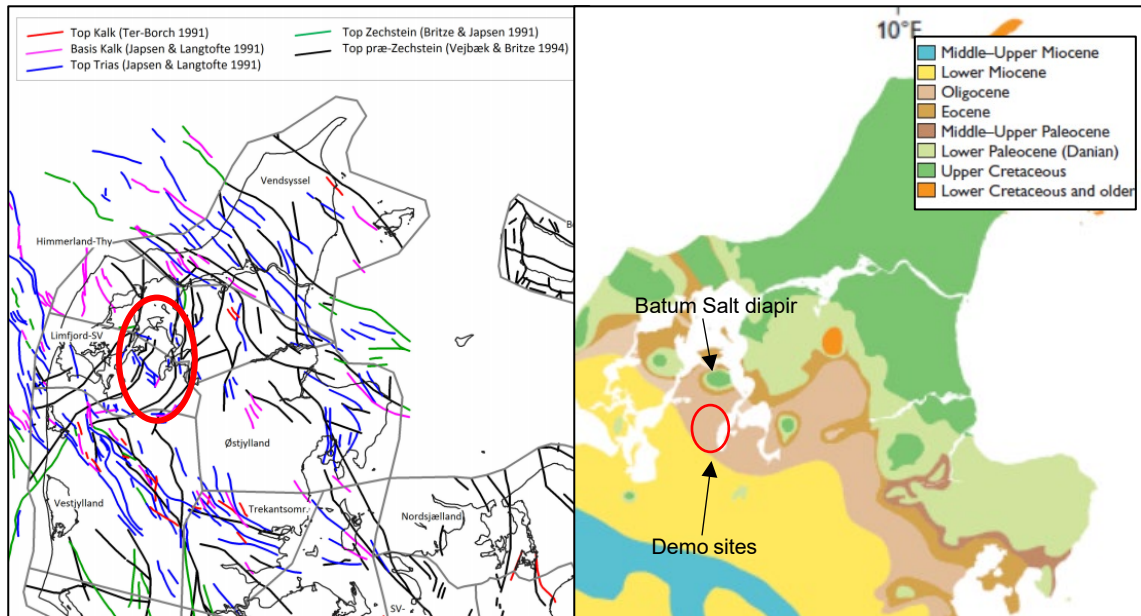 Top Kalk (Ter-Borch 1991)
Basis Kalk (Japsen & Langtofte 1991)
Top Trias (Japsen & Langtofte 1991)
Top Zechstein (Britze & Japsen 1991)
Top præ-Zechstein (Vejbæk & Britze 1994)
Vendsyssel
Himmerland-Thy
Limfjord-SV
Østjylland
Vestjylland
Trekantsomr.
Nordsjælland
SV-
10°E
Middle–Upper Miocene
Lower Miocene
Oligocene
Eocene
Middle–Upper Paleocene
Lower Paleocene (Danian)
Upper Cretaceous
Lower Cretaceous and older
Batum Salt diapir
Demo sites